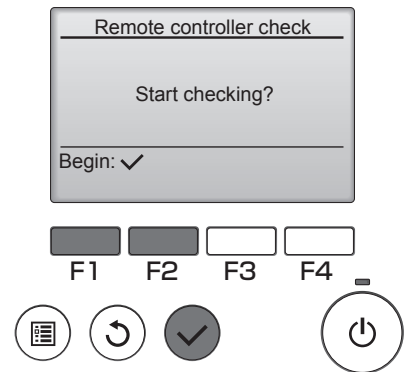 Remote controller check
Start checking?
Begin: ✓
F1 F2 F3 F4